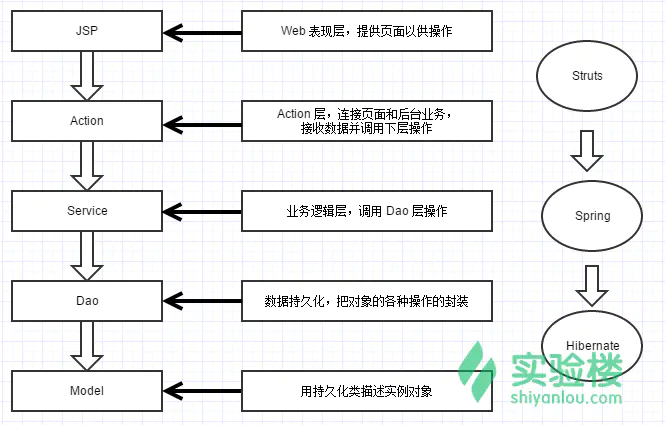 JSP
Web 表现层，提供页面以供操作
Struts
Action
Action 层，连接页面和后台业务，
接收数据并调用下层操作
Service
业务逻辑层，调用 Dao 层操作
Spring
Dao
数据持久化，把对象的各种操作的封装
Hibernate
Model
用持久化类描述实例对象
实验楼
shiyanlou.com